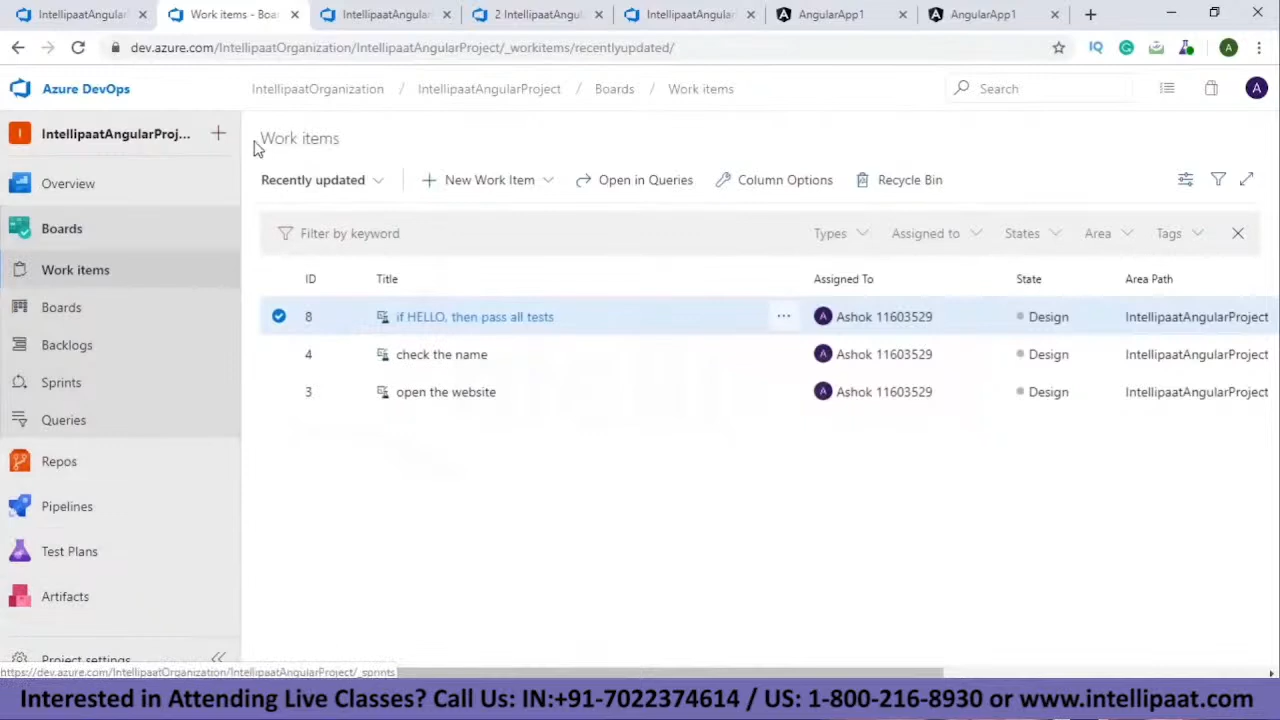 IntellipaatAngular
Work items - Boa
IntellipaatAngular
2 IntellipaatAngu
IntellipaatAngular
AngularApp1
AngularApp1
dev.azure.com/IntellipaatOrganization/IntellipaatAngularProject/_workitems/recentlyupdated/
IQ
A
Azure DevOps
IntellipaatOrganization / IntellipaatAngularProject / Boards / Work items
Search
A
I
IntellipaatAngularProj...
Work items
Overview
Recently updated
New Work Item
Open in Queries
Column Options
Recycle Bin
Boards
Filter by keyword
Types
Assigned to
States
Area
Tags
Work items
ID Title Assigned To State Area Path
Boards
8 if HELLO, then pass all tests ... A Ashok 11603529 Design IntellipaatAngularProject
Backlogs
4 check the name A Ashok 11603529 Design IntellipaatAngularProject
Sprints
3 open the website A Ashok 11603529 Design IntellipaatAngularProject
Queries
Repos
Pipelines
Test Plans
Artifacts
Project settings
https://dev.azure.com/IntellipaatOrganization/IntellipaatAngularProject/_sprints
Interested in Attending Live Classes? Call Us: IN:+91-7022374614 / US: 1-800-216-8930 or www.intellipaat.com